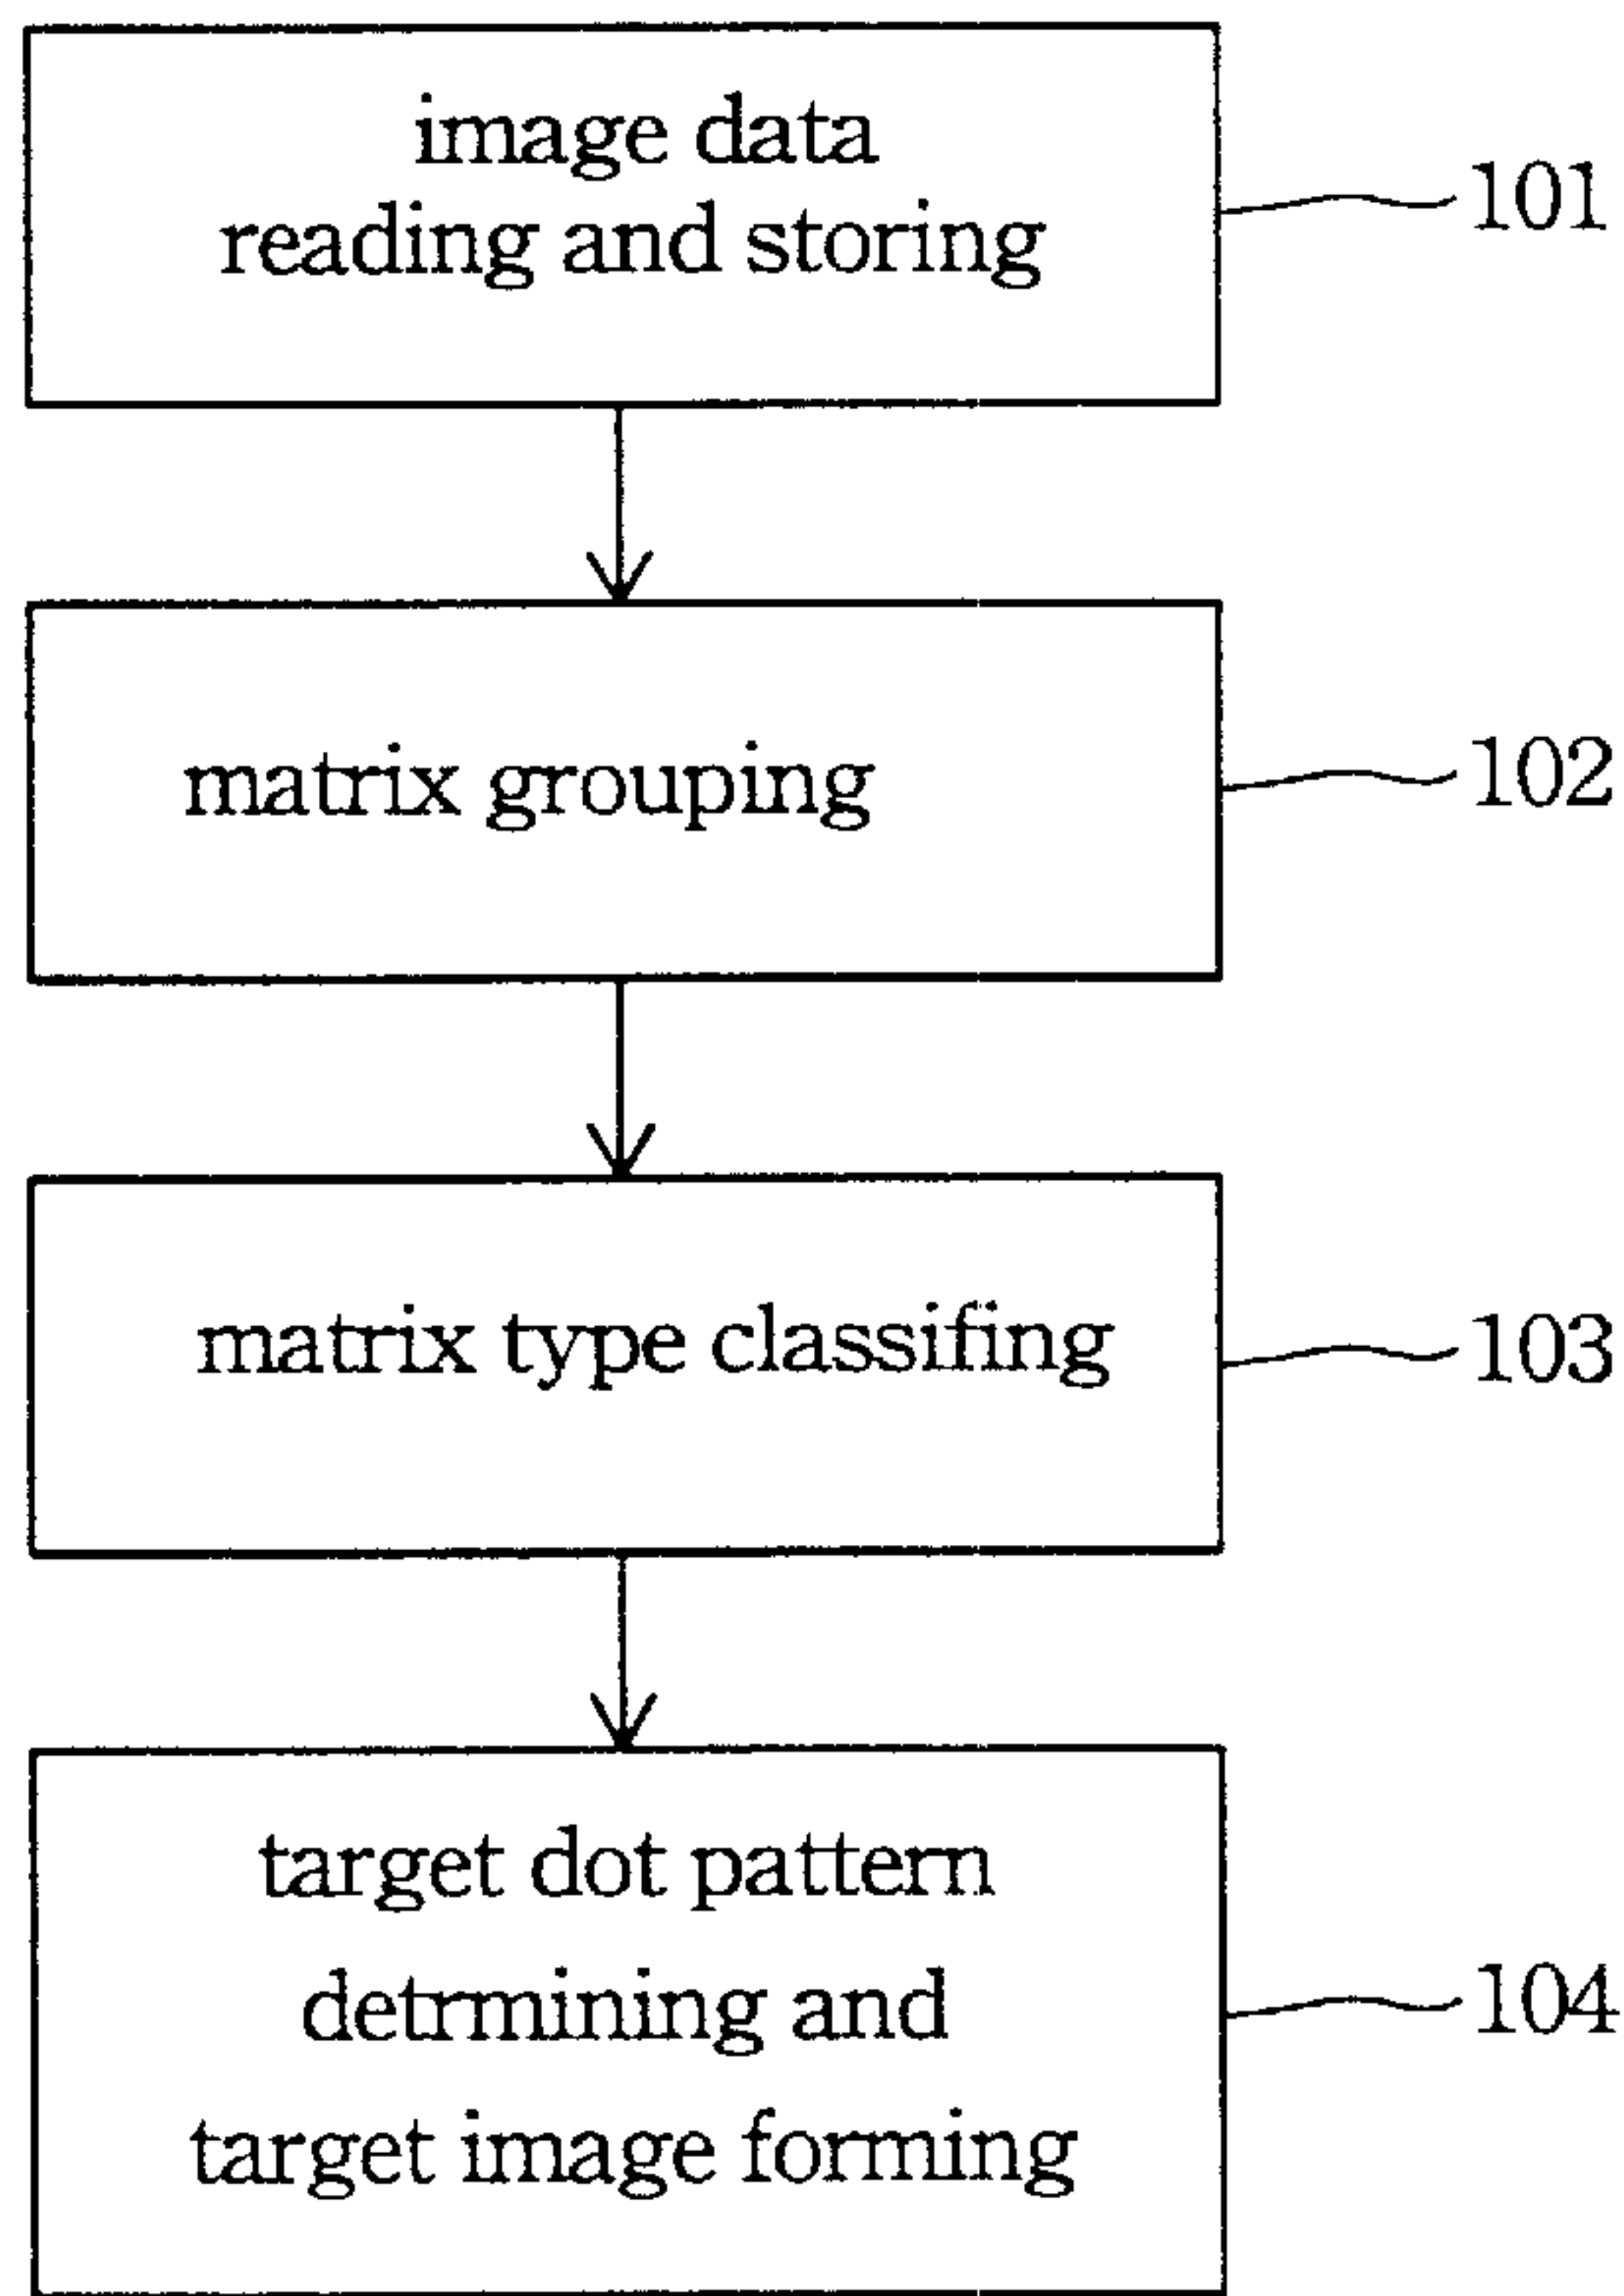 image data
reading and storing
101
matrix grouping
102
matrix type classifing
103
target dot pattern
detrmining and
target image forming
104